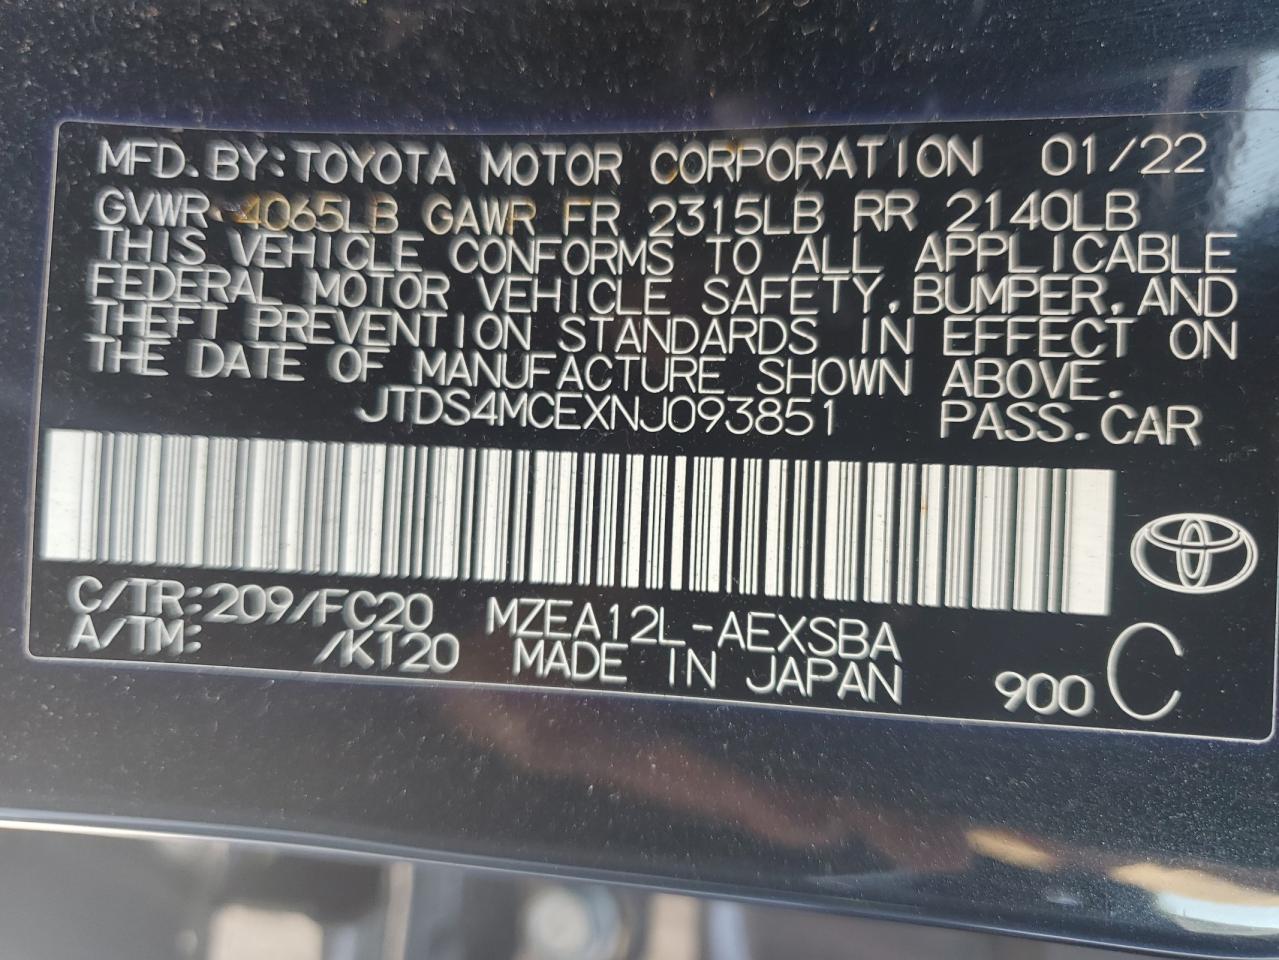 MFD. BY: TOYOTA MOTOR CORPORATION 01/22
GVWR 4065LB GAWR FR 2315LB RR 2140LB
THIS VEHICLE CONFORMS TO ALL APPLICABLE
FEDERAL MOTOR VEHICLE SAFETY, BUMPER, AND
THEFT PREVENTION STANDARDS IN EFFECT ON
THE DATE OF MANUFACTURE SHOWN ABOVE.
JTDS4MCEXNJ093851 PASS. CAR
C/TR: 209/FC20 MZEA12L-AEXSBA
A/TM: /K120 MADE IN JAPAN 900 C